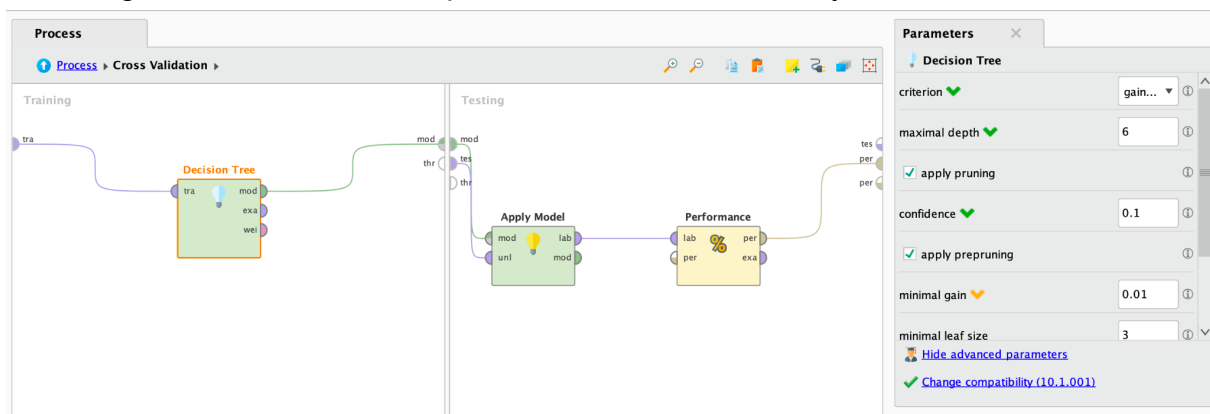 Process
Process ▸ Cross Validation ▸
Training
Testing
tra
mod
thr
mod
tes
thr
tes
per
per
Decision Tree
tra
mod
exa
wei
Apply Model
mod
lab
unl
mod
Performance
lab
per
per
exa
Parameters
Decision Tree
criterion
gain...
maximal depth
6
apply pruning
confidence
0.1
apply prepruning
minimal gain
0.01
minimal leaf size
3
Hide advanced parameters
Change compatibility (10.1.001)